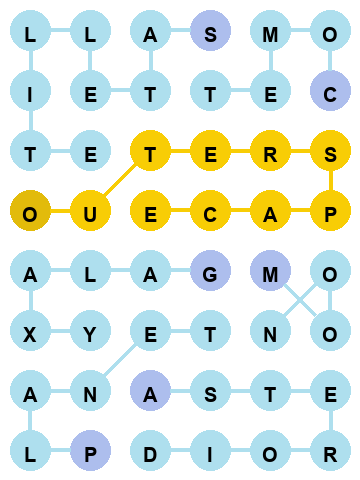 L L A S M O
I E T T E C
T E T E R S
O U E C A P
A L A G M O
X Y E T N O
A N A S T E
L P D I O R